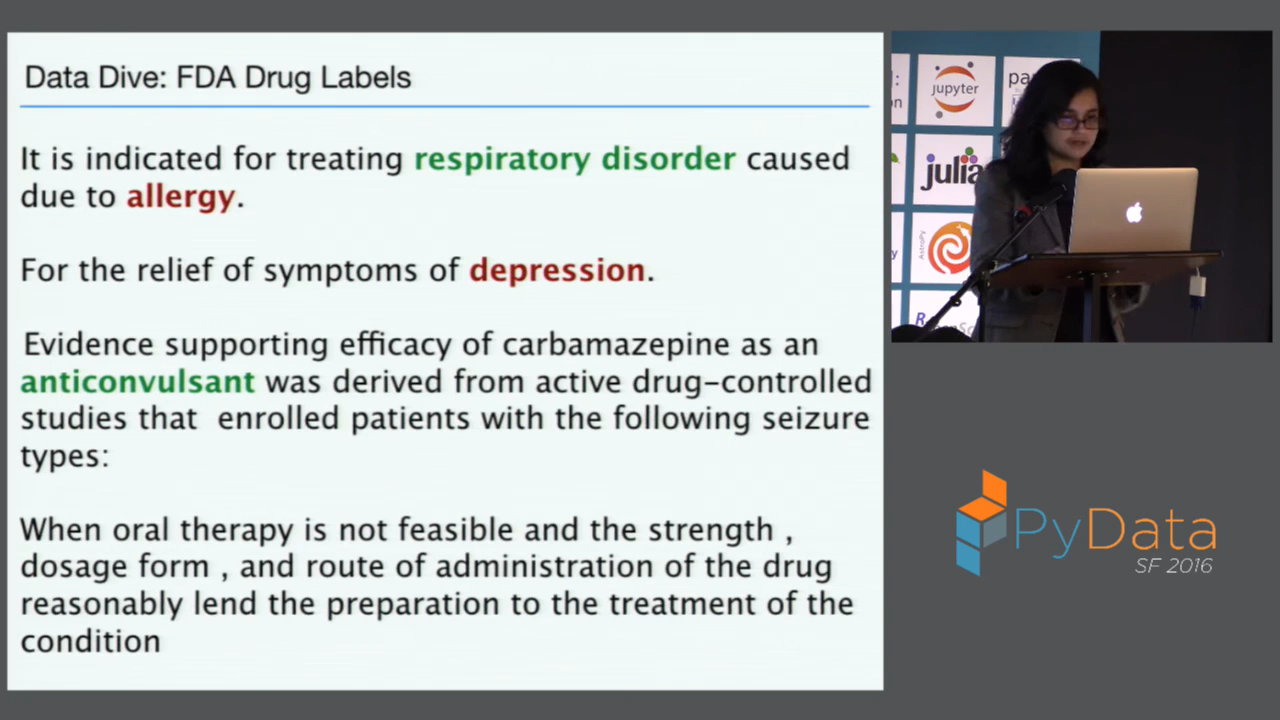 Data Dive: FDA Drug Labels
It is indicated for treating respiratory disorder caused
due to allergy.
For the relief of symptoms of depression.
Evidence supporting efficacy of carbamazepine as an
anticonvulsant was derived from active drug-controlled
studies that enrolled patients with the following seizure
types:
When oral therapy is not feasible and the strength ,
dosage form , and route of administration of the drug
reasonably lend the preparation to the treatment of the
condition
jupyter
julia
AstroPy
PyData
SF 2016